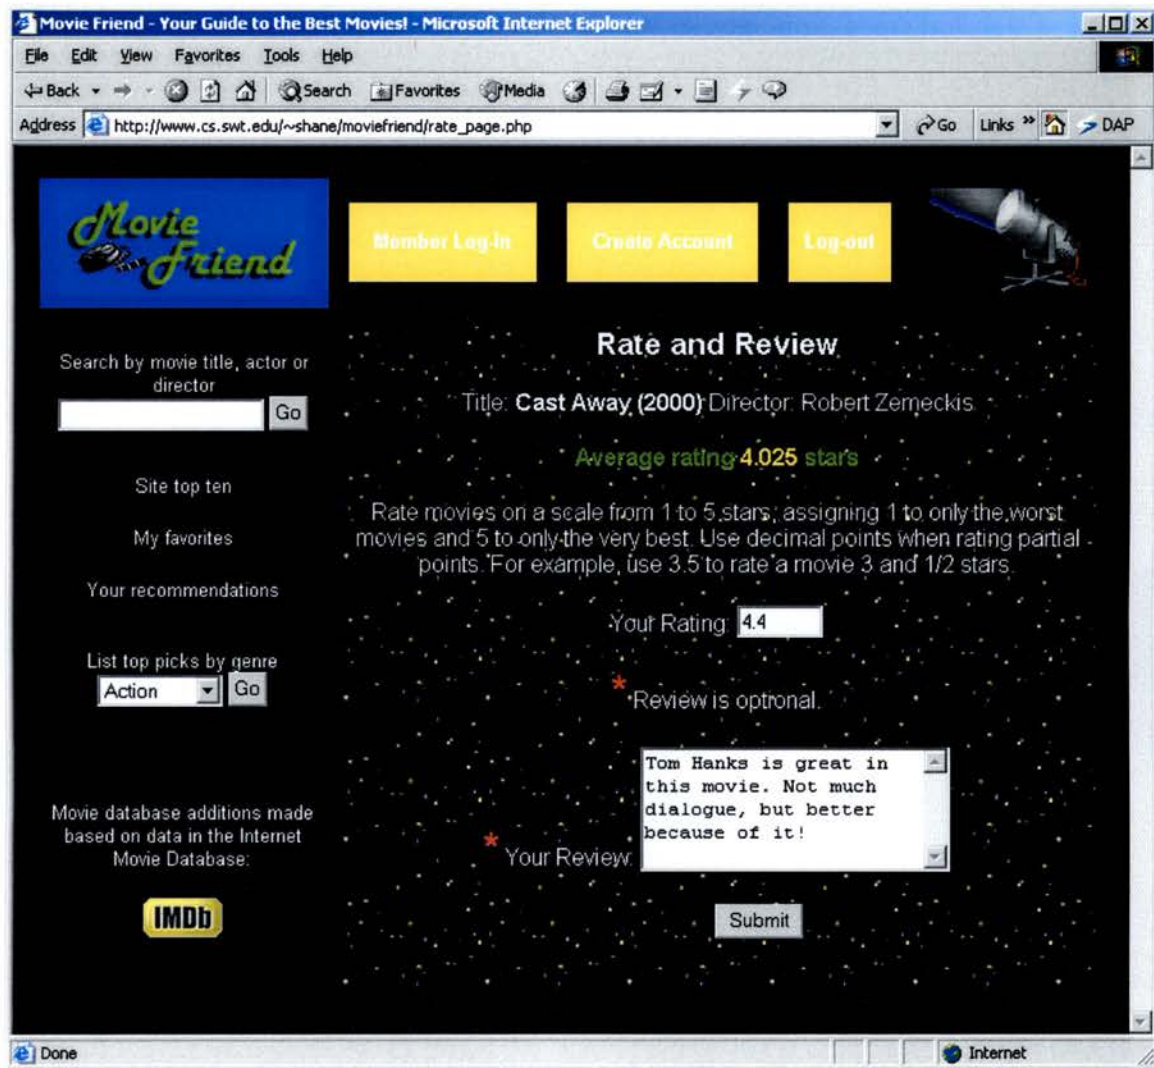 Movie Friend - Your Guide to the Best Movies! - Microsoft Internet Explorer
File Edit View Favorites Tools Help
Back Search Favorites Media
Address http://www.cs.swt.edu/~shane/moviefriend/rate_page.php Go Links » DAP
Movie
Friend
Member Log-in Create Account Log-out
Search by movie title, actor or
director
Go
Site top ten
My favorites
Your recommendations
List top picks by genre
Action Go
Movie database additions made
based on data in the Internet
Movie Database:
IMDb
Rate and Review
Title: Cast Away (2000) Director: Robert Zemeckis
Average rating 4.025 stars
Rate movies on a scale from 1 to 5 stars, assigning 1 to only the worst
movies and 5 to only the very best. Use decimal points when rating partial
points. For example, use 3.5 to rate a movie 3 and 1/2 stars.
Your Rating: 4.4
* Review is optional.
Tom Hanks is great in
this movie. Not much
dialogue, but better
because of it!
* Your Review:
Submit
Done Internet